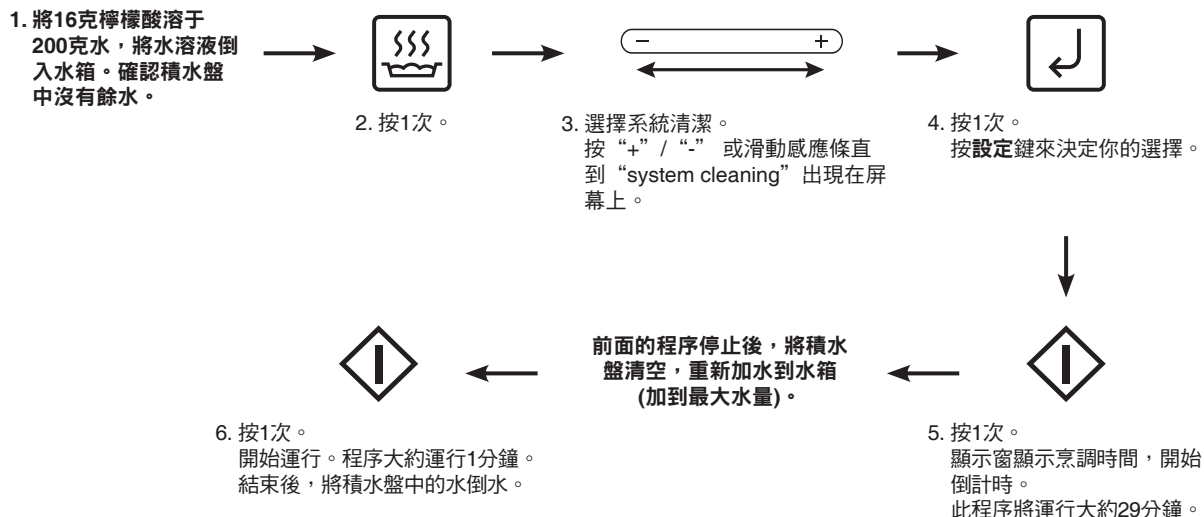 1. 將16克檸檬酸溶于
200克水，將水溶液倒
入水箱。確認積水盤
中沒有餘水。
2. 按1次。
− +
3. 選擇系統清潔。
按“+”/“-” 或滑動感應條直
到“system cleaning”出現在屏
幕上。
4. 按1次。
按設定鍵來決定你的選擇。
5. 按1次。
顯示窗顯示烹調時間，開始
倒計時。
此程序將運行大約29分鐘。
前面的程序停止後，將積水
盤清空，重新加水到水箱
(加到最大水量)。
6. 按1次。
開始運行。程序大約運行1分鐘。
結束後，將積水盤中的水倒水。